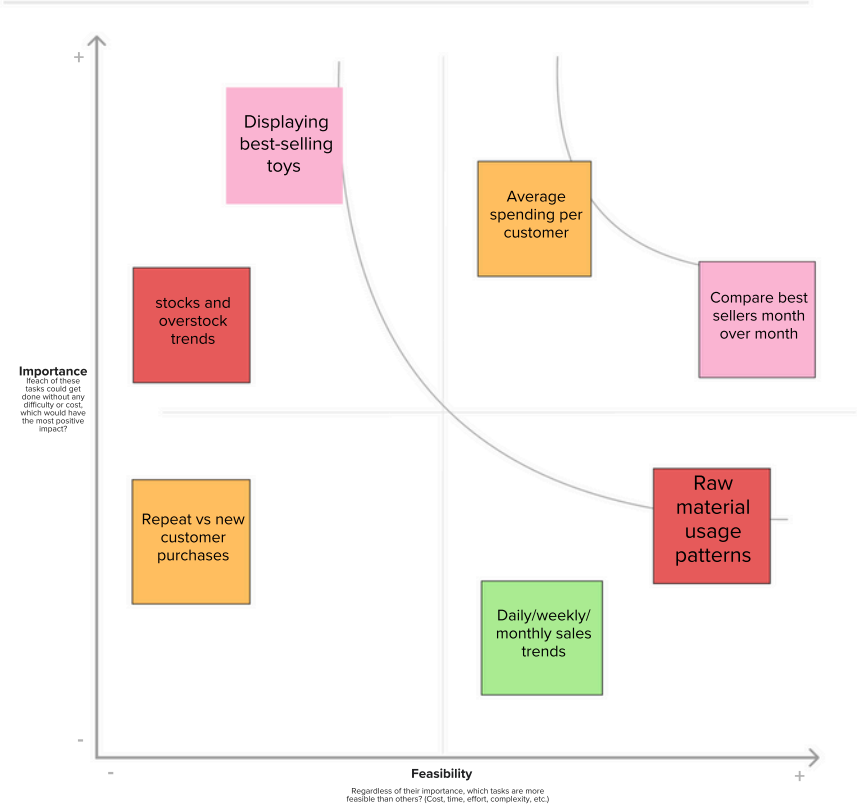 +
Displaying
best-selling
toys
Average
spending per
customer
stocks and
overstock
trends
Compare best
sellers month
over month
Importance
Ifeach of these
tasks could get
done without any
difficulty or cost,
which would have
the most positive
impact?
Raw
material
usage
patterns
Repeat vs new
customer
purchases
Daily/weekly/
monthly sales
trends
-
-
Feasibility
+
Regardless of their importance, which tasks are more
feasible than others? (Cost, time, effort, complexity, etc.)